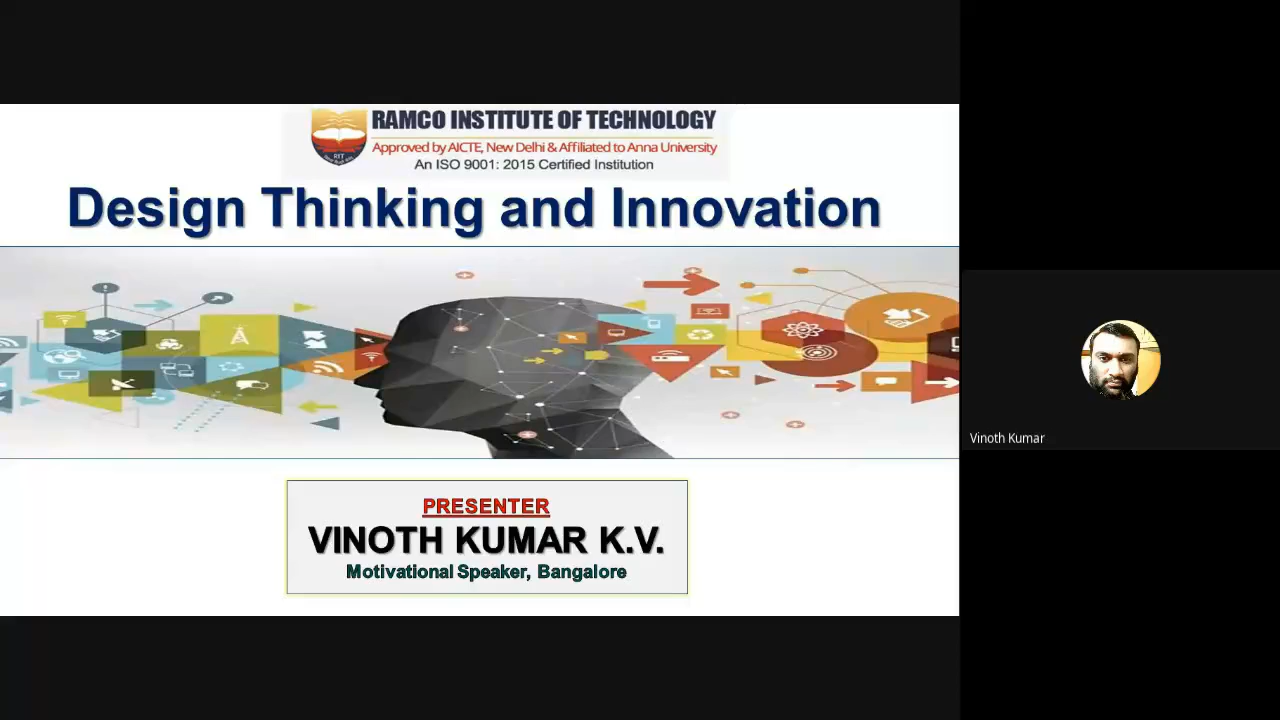 RAMCO INSTITUTE OF TECHNOLOGY
Approved by AICTE, New Delhi & Affiliated to Anna University
An ISO 9001: 2015 Certified Institution
RIT
Design Thinking and Innovation
PRESENTER
VINOTH KUMAR K.V.
Motivational Speaker, Bangalore
Vinoth Kumar